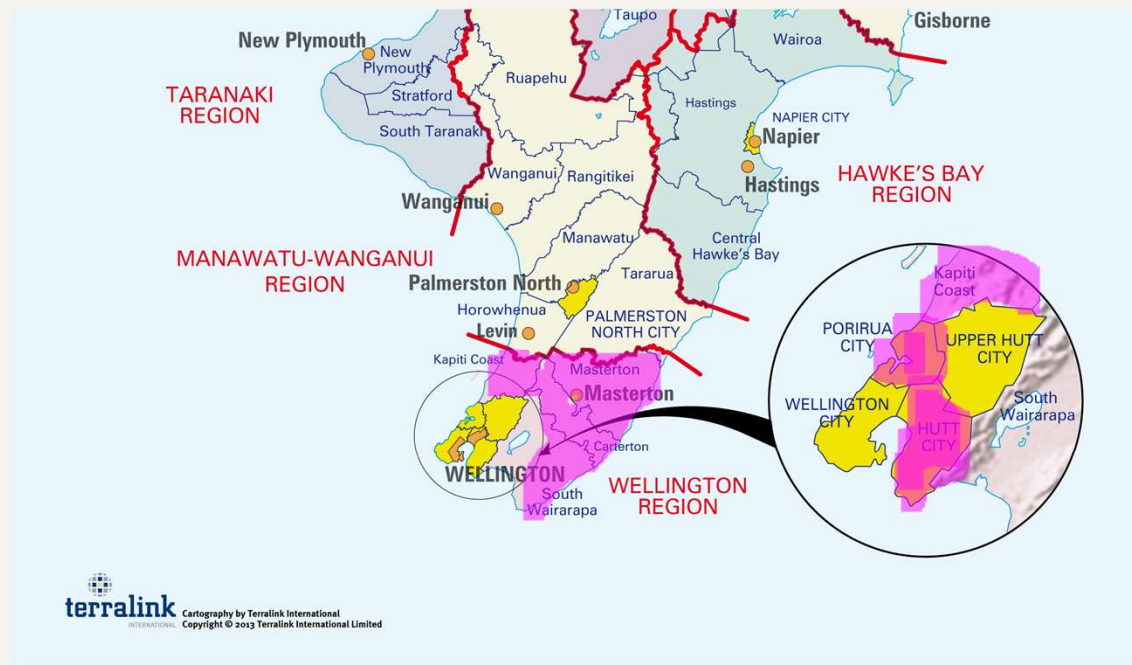 Taupo
Gisborne
New Plymouth
Wairoa
New
Plymouth
Ruapehu
TARANAKI
REGION
Stratford
Hastings
NAPIER CITY
South Taranaki
Napier
Wanganui
Rangitikei
Hastings
HAWKE'S BAY
REGION
Wanganui
Manawatu
Central
Hawke's Bay
MANAWATU-WANGANUI
REGION
Tararua
Palmerston North
Horowhenua
PALMERSTON
NORTH CITY
Levin
Kapiti Coast
Masterton
Masterton
Carterton
WELLINGTON
South
Wairarapa
WELLINGTON
REGION
Kapiti
Coast
PORIRUA
CITY
UPPER HUTT
CITY
WELLINGTON
CITY
HUTT
CITY
South
Wairarapa
terralink
INTERNATIONAL
Cartography by Terralink International
Copyright © 2013 Terralink International Limited